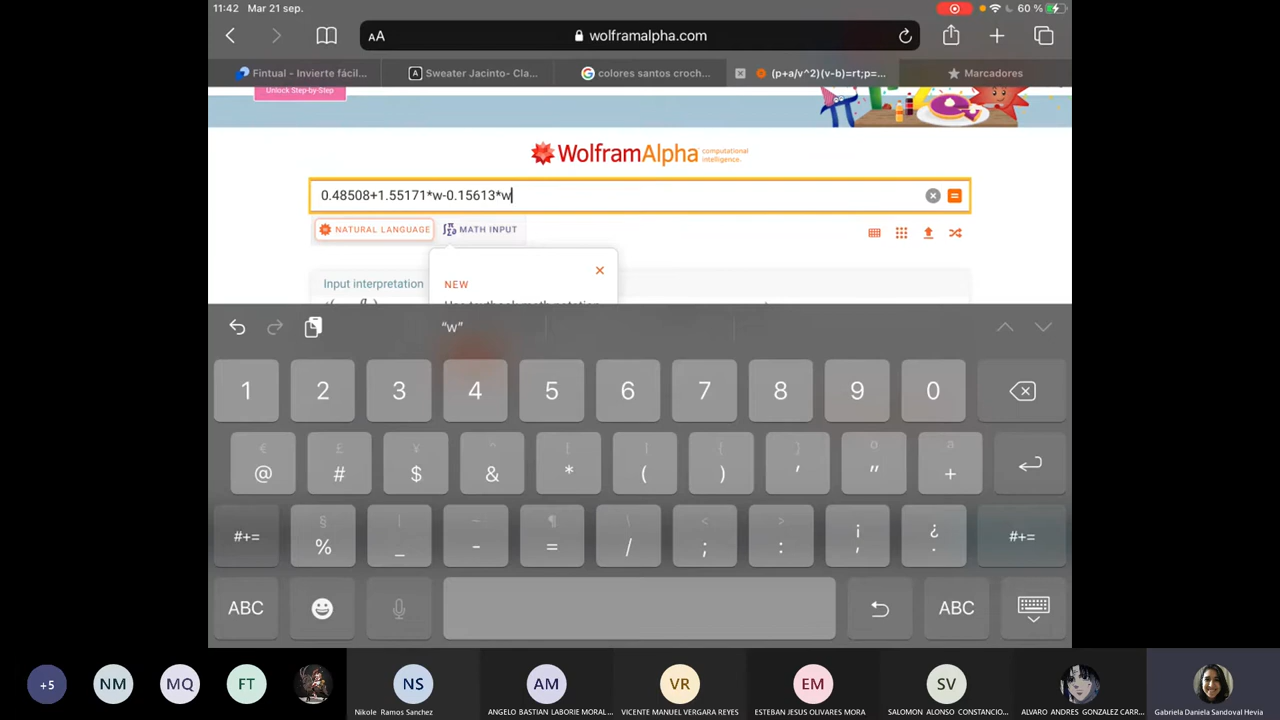 11:42 Mar 21 sep. 60 %
AA wolframalpha.com
Fintual - Invierte fácil... Sweater Jacinto- Cla... colores santos croch... (p+a/v^2)(v-b)=rt;p=... Marcadores
Unlock Step-by-Step
WolframAlpha computational intelligence.
0.48508+1.55171*w-0.15613*w
NATURAL LANGUAGE MATH INPUT
Input interpretation
NEW
“w”
1 2 3 4 5 6 7 8 9 0
@ # $ & * ( ) ' " +
#+= % _ - = / ; : , . #+=
ABC ABC
+5 NM MQ FT NS AM VR EM SV
Nikole Ramos Sanchez ANGELO BASTIAN LABORIE MORAL ... VICENTE MANUEL VERGARA REYES ESTEBAN JESUS OLIVARES MORA SALOMON ALONSO CONSTANCIO... ALVARO ANDRES GONZALEZ CARR... Gabriela Daniela Sandoval Hevia